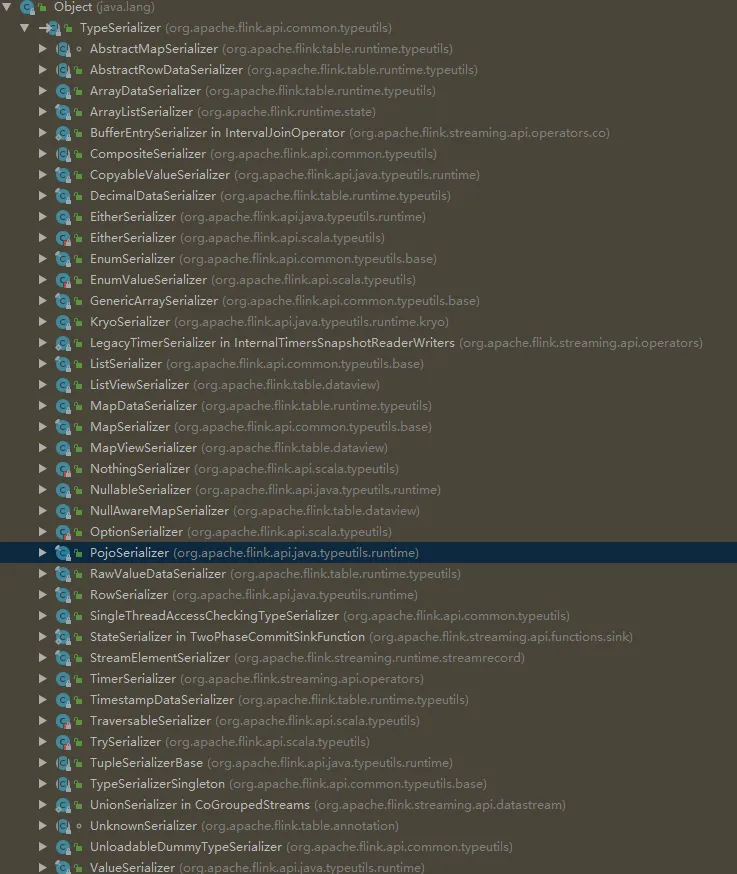 Object (java.lang)
TypeSerializer (org.apache.flink.api.common.typeutils)
AbstractMapSerializer (org.apache.flink.table.runtime.typeutils)
AbstractRowDataSerializer (org.apache.flink.table.runtime.typeutils)
ArrayDataSerializer (org.apache.flink.table.runtime.typeutils)
ArrayListSerializer (org.apache.flink.runtime.state)
BufferEntrySerializer in IntervalJoinOperator (org.apache.flink.streaming.api.operators.co)
CompositeSerializer (org.apache.flink.api.common.typeutils)
CopyableValueSerializer (org.apache.flink.api.java.typeutils.runtime)
DecimalDataSerializer (org.apache.flink.table.runtime.typeutils)
EitherSerializer (org.apache.flink.api.java.typeutils.runtime)
EitherSerializer (org.apache.flink.api.scala.typeutils)
EnumSerializer (org.apache.flink.api.common.typeutils.base)
EnumValueSerializer (org.apache.flink.api.scala.typeutils)
GenericArraySerializer (org.apache.flink.api.common.typeutils.base)
KryoSerializer (org.apache.flink.api.java.typeutils.runtime.kryo)
LegacyTimerSerializer in InternalTimersSnapshotReaderWriters (org.apache.flink.streaming.api.operators)
ListSerializer (org.apache.flink.api.common.typeutils.base)
ListViewSerializer (org.apache.flink.table.dataview)
MapDataSerializer (org.apache.flink.table.runtime.typeutils)
MapSerializer (org.apache.flink.api.common.typeutils.base)
MapViewSerializer (org.apache.flink.table.dataview)
NothingSerializer (org.apache.flink.api.scala.typeutils)
NullableSerializer (org.apache.flink.api.java.typeutils.runtime)
NullAwareMapSerializer (org.apache.flink.table.dataview)
OptionSerializer (org.apache.flink.api.scala.typeutils)
PojoSerializer (org.apache.flink.api.java.typeutils.runtime)
RawValueDataSerializer (org.apache.flink.table.runtime.typeutils)
RowSerializer (org.apache.flink.api.java.typeutils.runtime)
SingleThreadAccessCheckingTypeSerializer (org.apache.flink.api.common.typeutils)
StateSerializer in TwoPhaseCommitSinkFunction (org.apache.flink.streaming.api.functions.sink)
StreamElementSerializer (org.apache.flink.streaming.runtime.streamrecord)
TimerSerializer (org.apache.flink.streaming.api.operators)
TimestampDataSerializer (org.apache.flink.table.runtime.typeutils)
TraversableSerializer (org.apache.flink.api.scala.typeutils)
TrySerializer (org.apache.flink.api.scala.typeutils)
TupleSerializerBase (org.apache.flink.api.java.typeutils.runtime)
TypeSerializerSingleton (org.apache.flink.api.common.typeutils.base)
UnionSerializer in CoGroupedStreams (org.apache.flink.streaming.api.datastream)
UnknownSerializer (org.apache.flink.table.annotation)
UnloadableDummyTypeSerializer (org.apache.flink.api.common.typeutils)
ValueSerializer (org.apache.flink.api.java.typeutils.runtime)